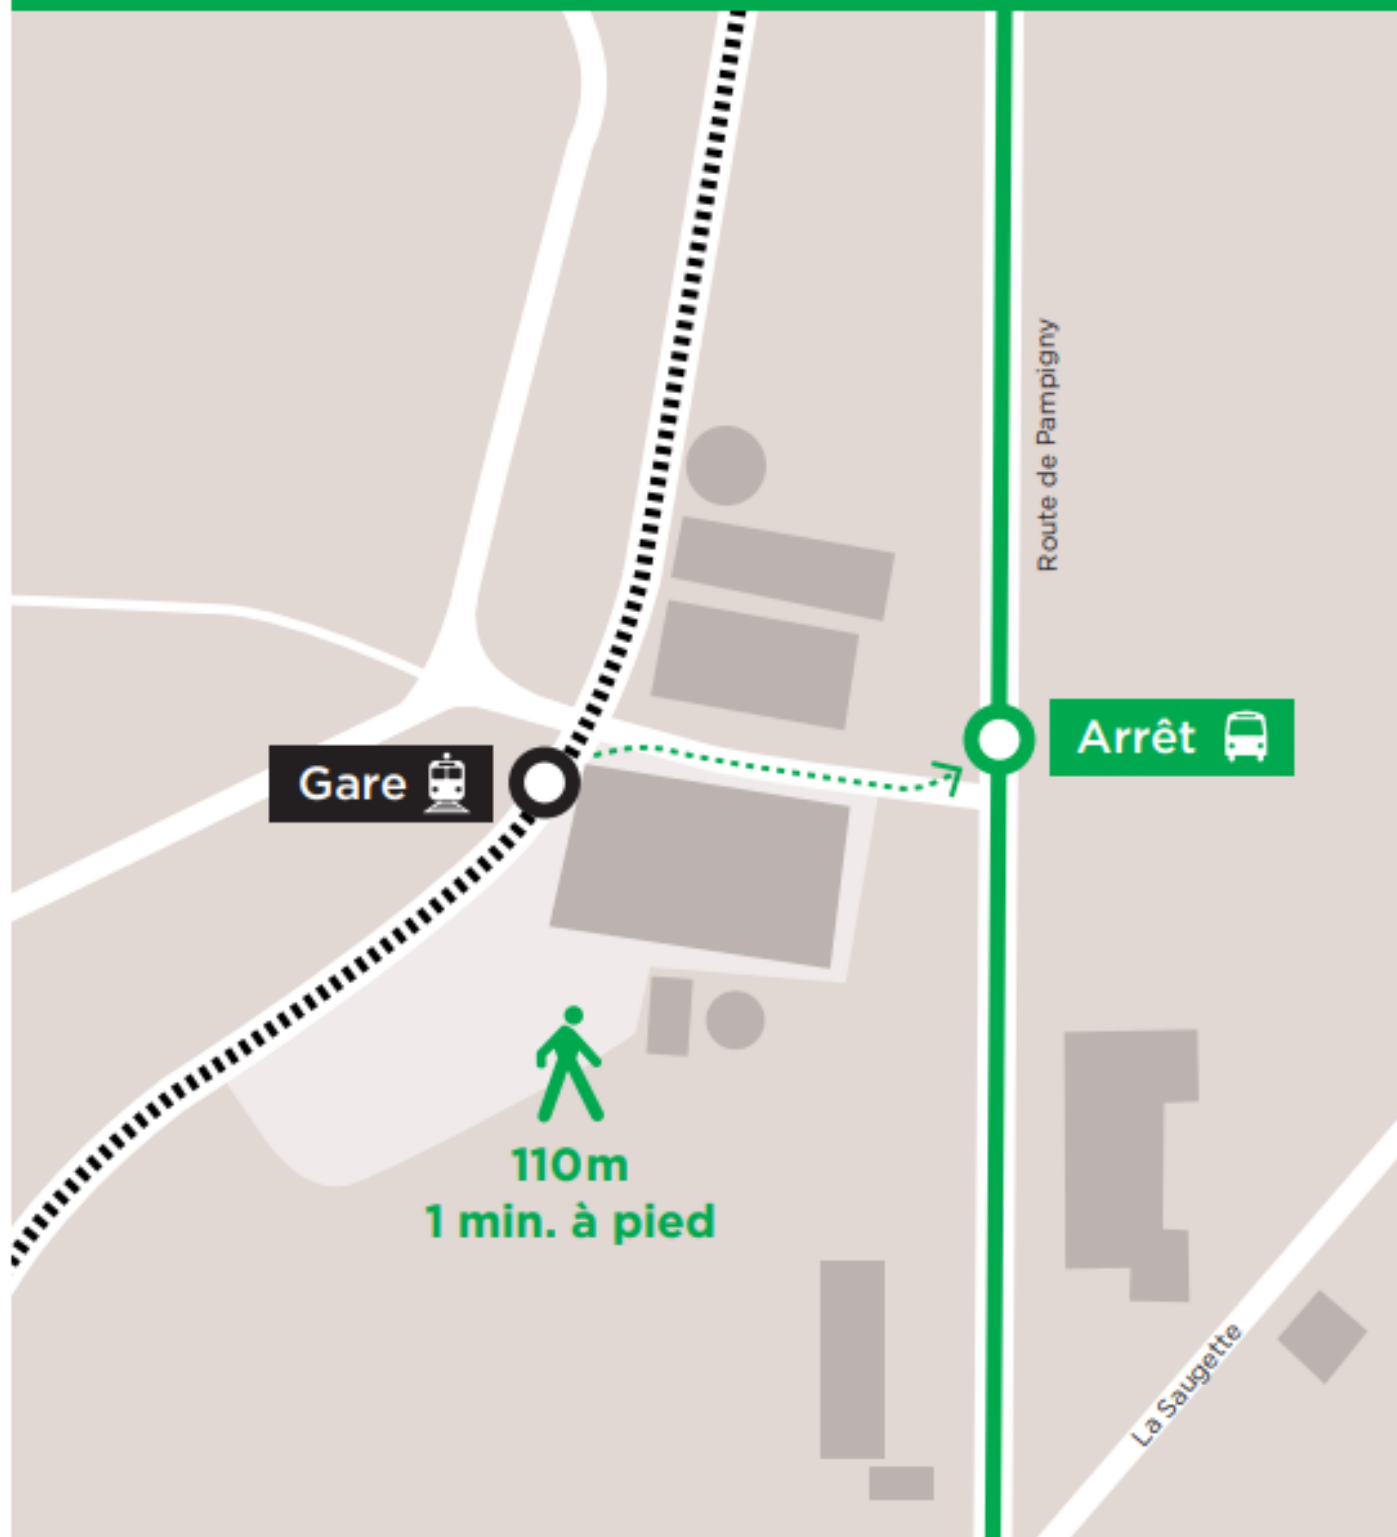 Route de Pampigny
Arrêt
Gare
110m
1 min. à pied
La Saugette